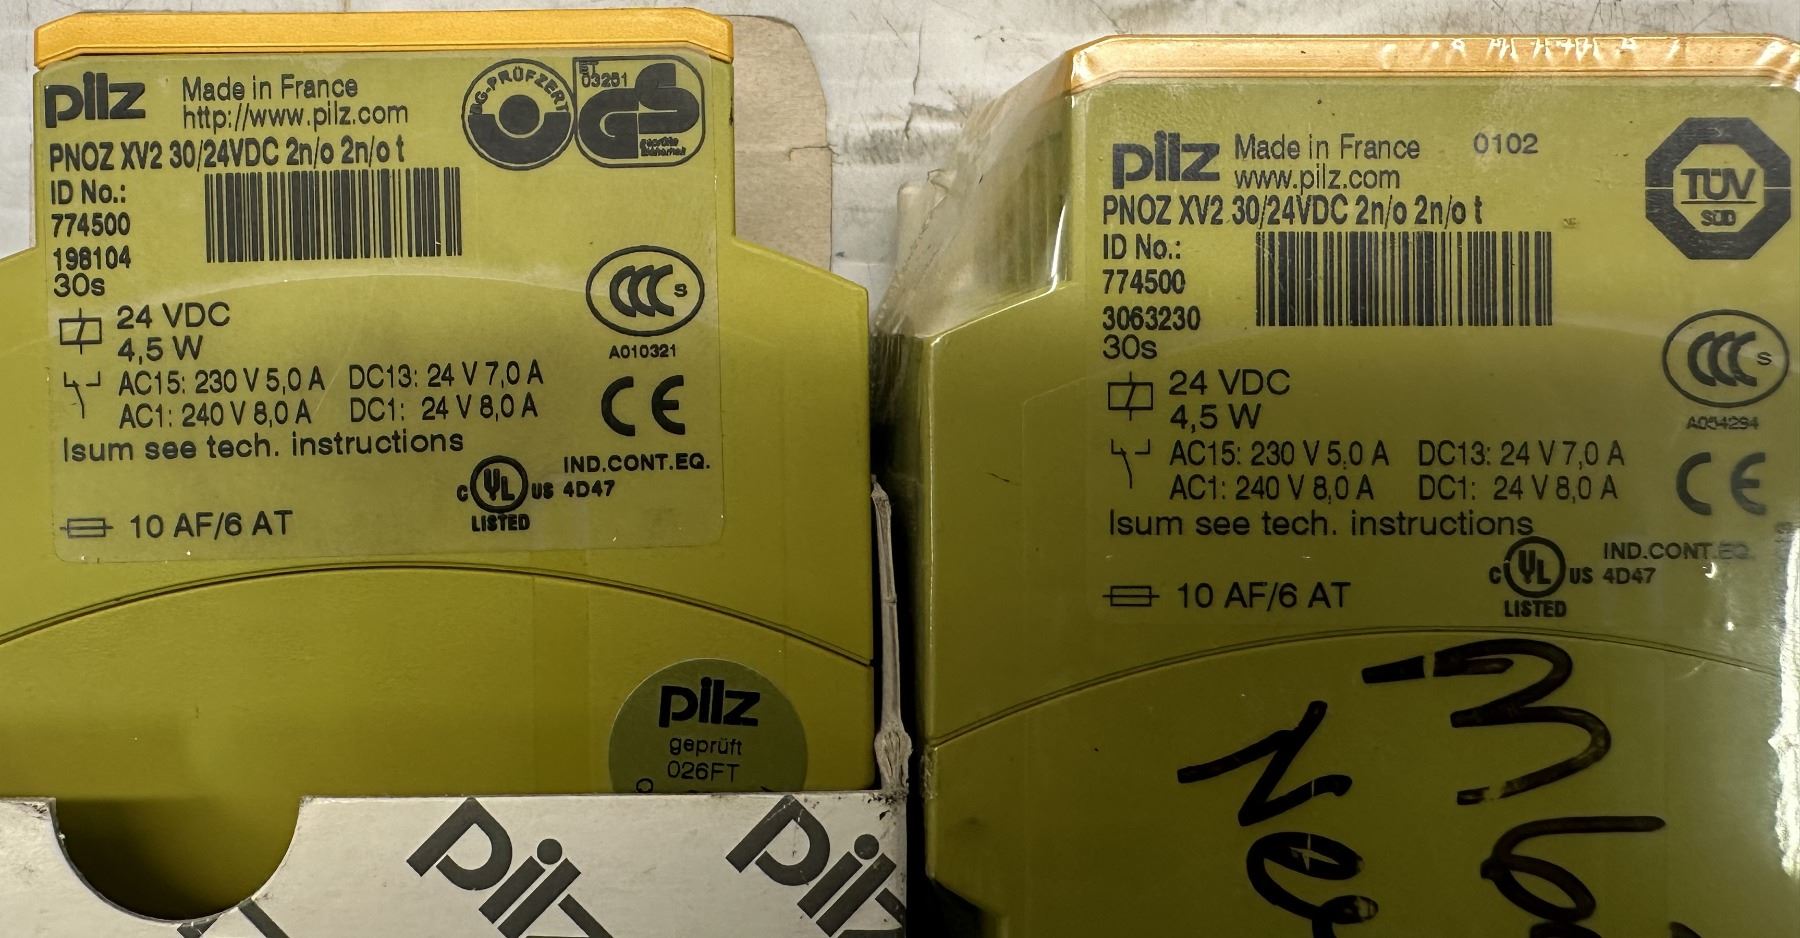 pilz Made in France
http://www.pilz.com
BG-PRÜFZERT
ET
03251
GS
geprüfte
Sicherheit
PNOZ XV2 30/24VDC 2n/o 2n/o t
ID No.:
774500
198104
30s
CCC S
A010321
24 VDC
4,5 W
AC15: 230 V 5,0 A DC13: 24 V 7,0 A
AC1: 240 V 8,0 A DC1: 24 V 8,0 A
CE
Isum see tech. instructions
C UL US IND.CONT.EQ.
4D47
LISTED
10 AF/6 AT
pilz
geprüft
026FT
pilz pilz
pilz Made in France 0102
www.pilz.com
TÜV
SÜD
PNOZ XV2 30/24VDC 2n/o 2n/o t
ID No.:
774500
3063230
30s
CCC S
A054294
24 VDC
4,5 W
AC15: 230 V 5,0 A DC13: 24 V 7,0 A
AC1: 240 V 8,0 A DC1: 24 V 8,0 A
CE
Isum see tech. instructions
C UL US IND.CONT.EQ.
4D47
LISTED
10 AF/6 AT